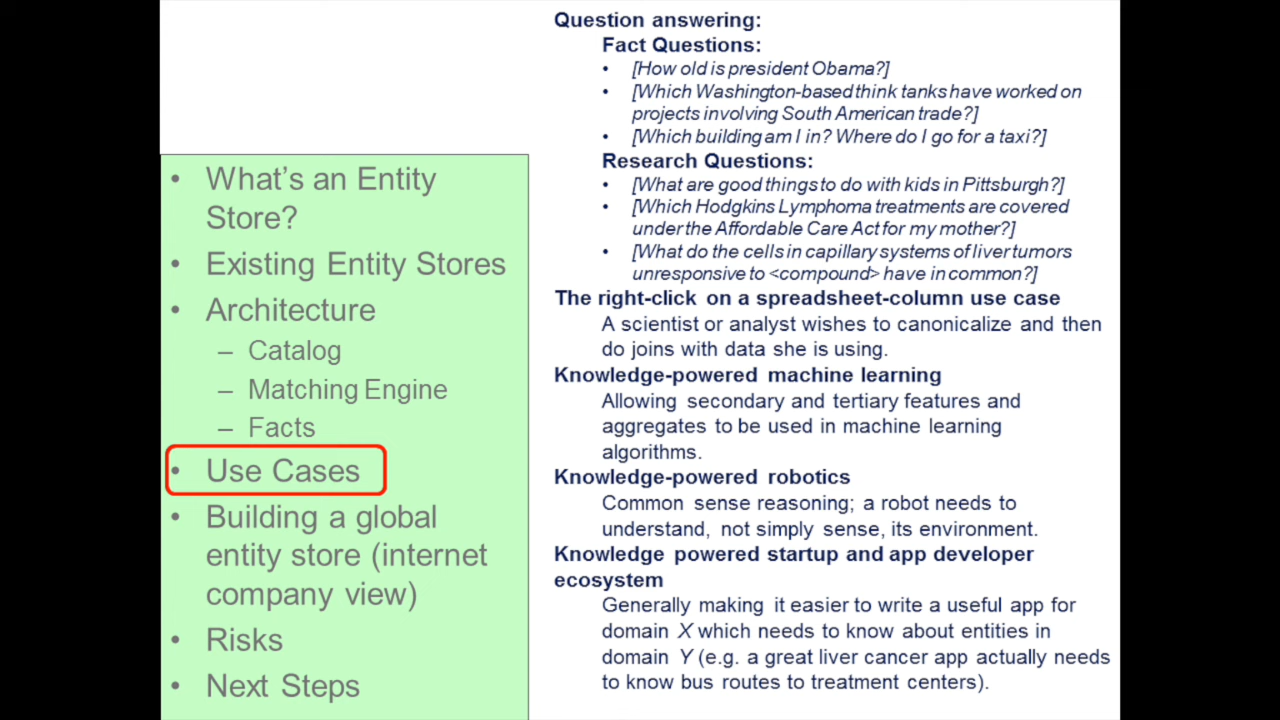 • What's an Entity
Store?
• Existing Entity Stores
• Architecture
– Catalog
– Matching Engine
– Facts
• Use Cases
• Building a global
entity store (internet
company view)
• Risks
• Next Steps
Question answering:
Fact Questions:
• [How old is president Obama?]
• [Which Washington-based think tanks have worked on
projects involving South American trade?]
• [Which building am I in? Where do I go for a taxi?]
Research Questions:
• [What are good things to do with kids in Pittsburgh?]
• [Which Hodgkins Lymphoma treatments are covered
under the Affordable Care Act for my mother?]
• [What do the cells in capillary systems of liver tumors
unresponsive to <compound> have in common?]
The right-click on a spreadsheet-column use case
A scientist or analyst wishes to canonicalize and then
do joins with data she is using.
Knowledge-powered machine learning
Allowing secondary and tertiary features and
aggregates to be used in machine learning
algorithms.
Knowledge-powered robotics
Common sense reasoning; a robot needs to
understand, not simply sense, its environment.
Knowledge powered startup and app developer
ecosystem
Generally making it easier to write a useful app for
domain X which needs to know about entities in
domain Y (e.g. a great liver cancer app actually needs
to know bus routes to treatment centers).